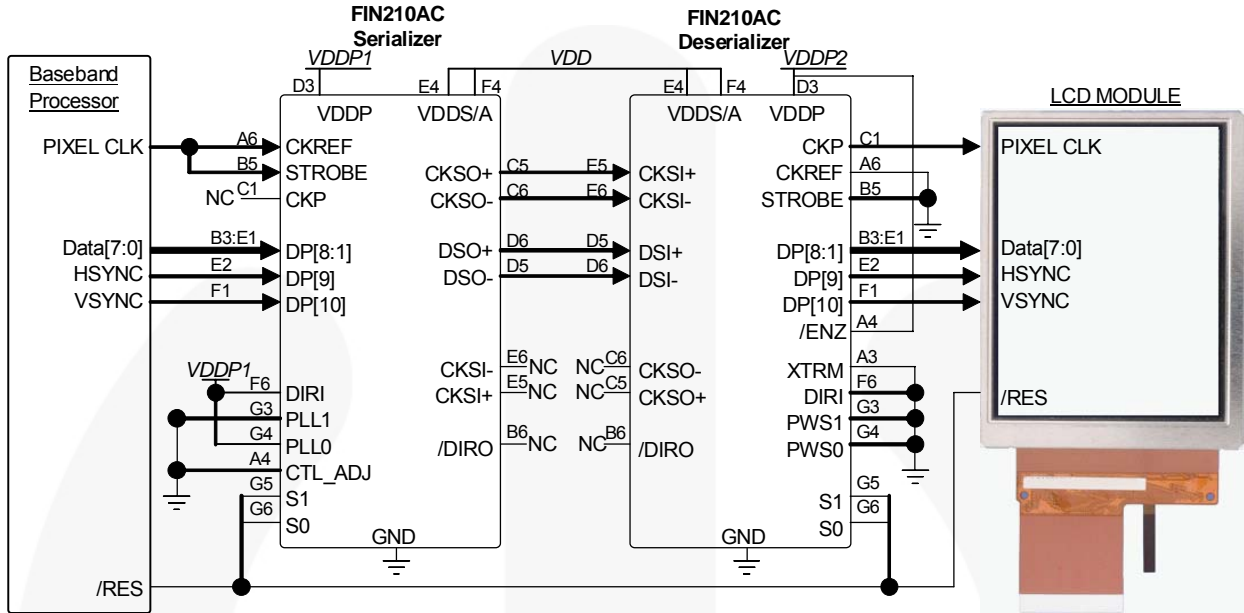 FIN210AC
Serializer
FIN210AC
Deserializer
VDDP1
VDD
VDDP2
D3
E4
F4
E4
F4
D3
Baseband
Processor
VDDP
VDDS/A
VDDS/A
VDDP
LCD MODULE
PIXEL CLK
A6
CKREF
CKP
C1
PIXEL CLK
B5
STROBE
CKSO+
C5
E5
CKSI+
CKREF
A6
NC
C1
CKP
CKSO-
C6
E6
CKSI-
STROBE
B5
Data[7:0]
B3:E1
DP[8:1]
DSO+
D6
D5
DSI+
DP[8:1]
B3:E1
Data[7:0]
HSYNC
E2
DP[9]
DSO-
D5
D6
DSI-
DP[9]
E2
HSYNC
VSYNC
F1
DP[10]
DP[10]
F1
VSYNC
/ENZ
A4
VDDP1
CKSI-
E6
NC
NC
C6
CKSO-
XTRM
A3
F6
DIRI
CKSI+
E5
NC
NC
C5
CKSO+
DIRI
F6
/RES
G3
PLL1
PWS1
G3
G4
PLL0
/DIRO
B6
NC
NC
B6
/DIRO
PWS0
G4
A4
CTL_ADJ
G5
S1
S1
G5
G6
S0
S0
G6
GND
GND
/RES